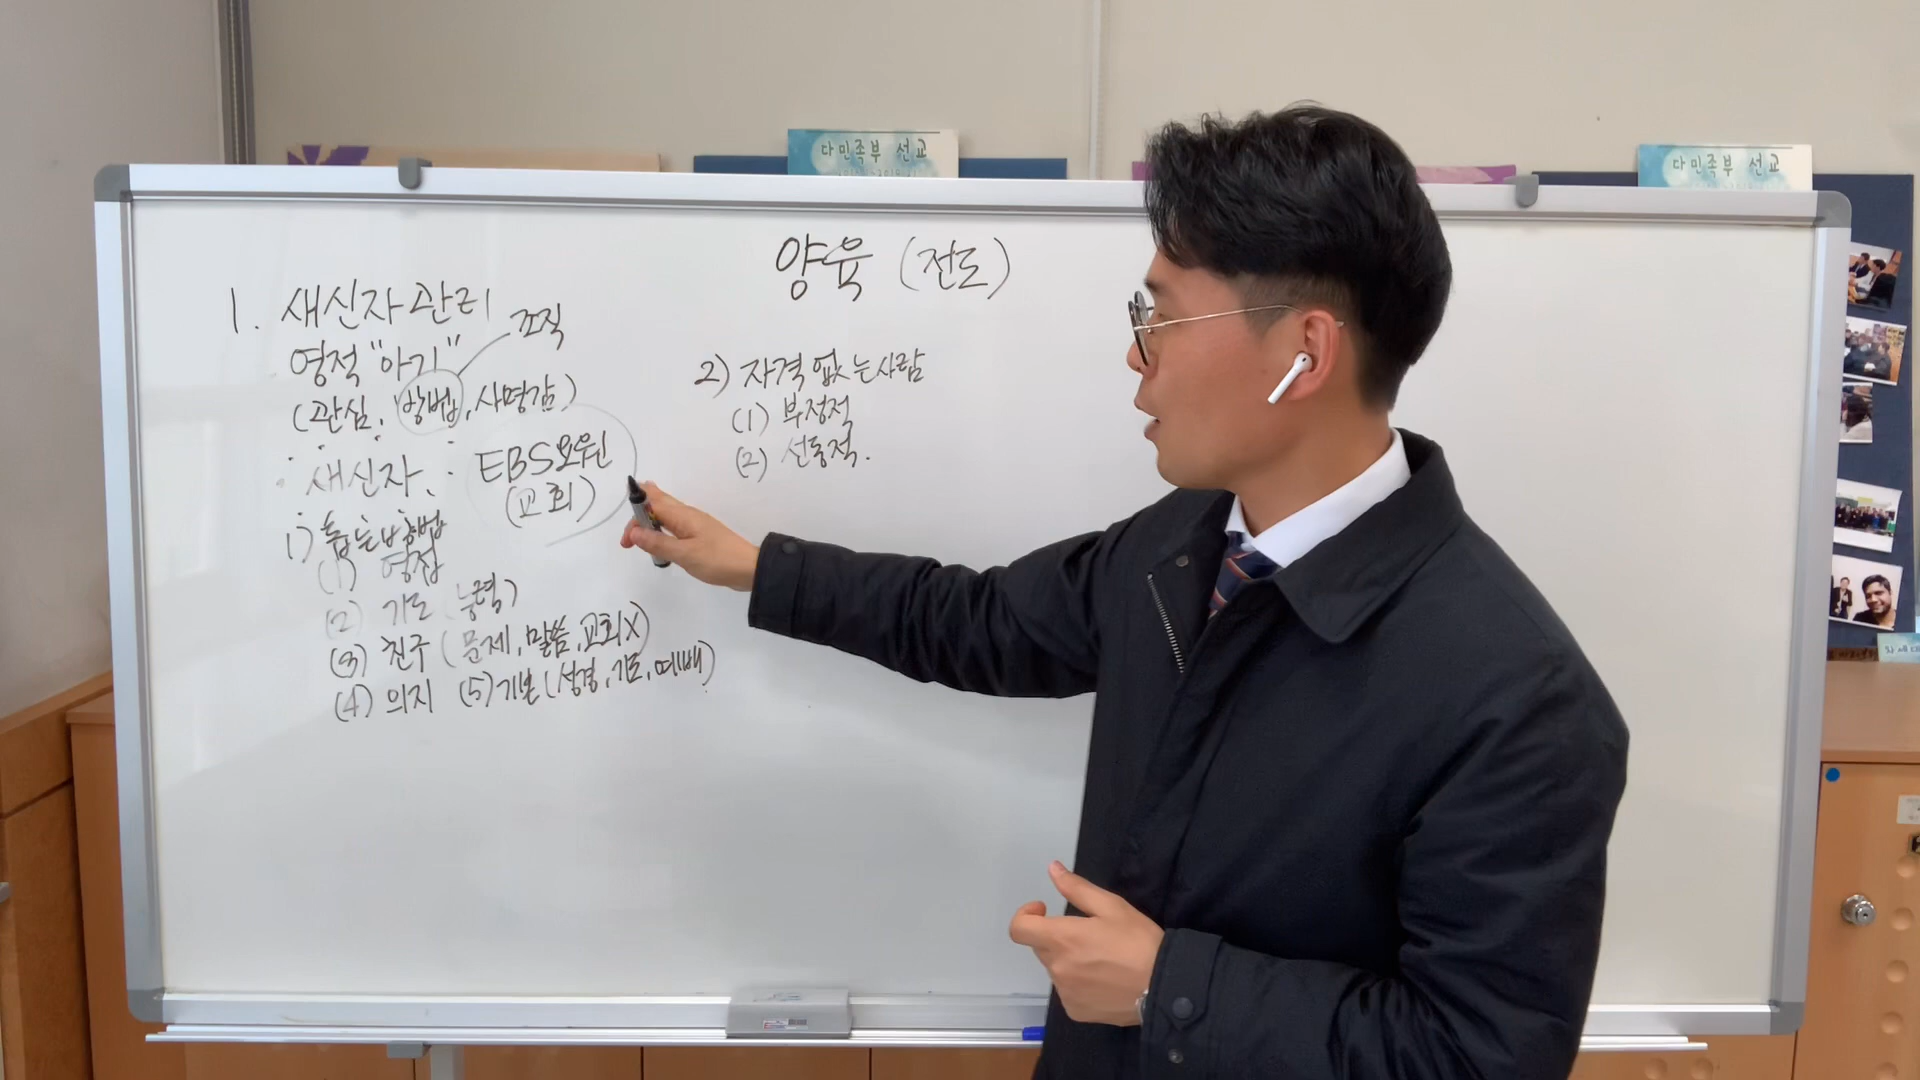 다민족부 선교
다민족부 선교
양육 (전도)
1. 새신자관리
조직
영적 "아기"
(관심, 방법, 사명감)
새신자, EBS요원
(교회)
1) 돕는 방법
(1) 영접
(2) 기도 (능력)
(3) 친구 (문제, 말씀, 교회X)
(4) 의지 (5) 기본 (성경, 기도, 예배)
2) 자격 없는 사람
(1) 부정적
(2) 선동적.